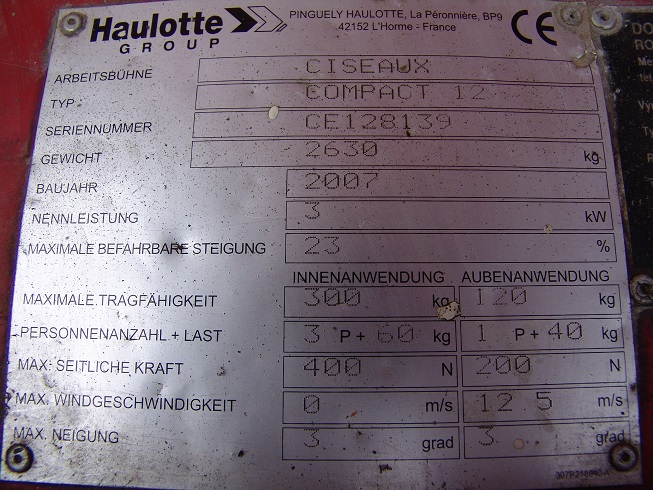 Haulotte
GROUP
PINGUELY HAULOTTE, La Péronnière, BP9
42152 L'Horme - France
CE
ARBEITSBÜHNE CISEAUX
TYP COMPACT 12
SERIENNUMMER CE128139
GEWICHT 2630 kg
BAUJAHR 2007
NENNLEISTUNG 3 kW
MAXIMALE BEFAHRBARE STEIGUNG 23 %
INNENANWENDUNG AUBENANWENDUNG
MAXIMALE TRAGFÄHIGKEIT 300 kg 120 kg
PERSONNENANZAHL + LAST 3 P + 60 kg 1 P + 40 kg
MAX: SEITLICHE KRAFT 400 N 200 N
MAX. WINDGESCHWINDIGKEIT 0 m/s 12 5 m/s
MAX. NEIGUNG 3 grad 3 grad
DO
RO